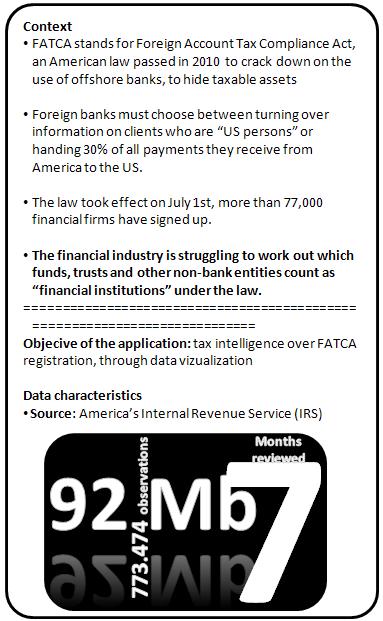 Context
• FATCA stands for Foreign Account Tax Compliance Act,
an American law passed in 2010 to crack down on the
use of offshore banks, to hide taxable assets
• Foreign banks must choose between turning over
information on clients who are “US persons” or
handing 30% of all payments they receive from
America to the US.
• The law took effect on July 1st, more than 77,000
financial firms have signed up.
• The financial industry is struggling to work out which
funds, trusts and other non-bank entities count as
“financial institutions” under the law.
==========================================
============================
Objecive of the application: tax intelligence over FATCA
registration, through data vizualization
Data characteristics
• Source: America’s Internal Revenue Service (IRS)
92 Mb
773.474 observations
7
Months
reviewed